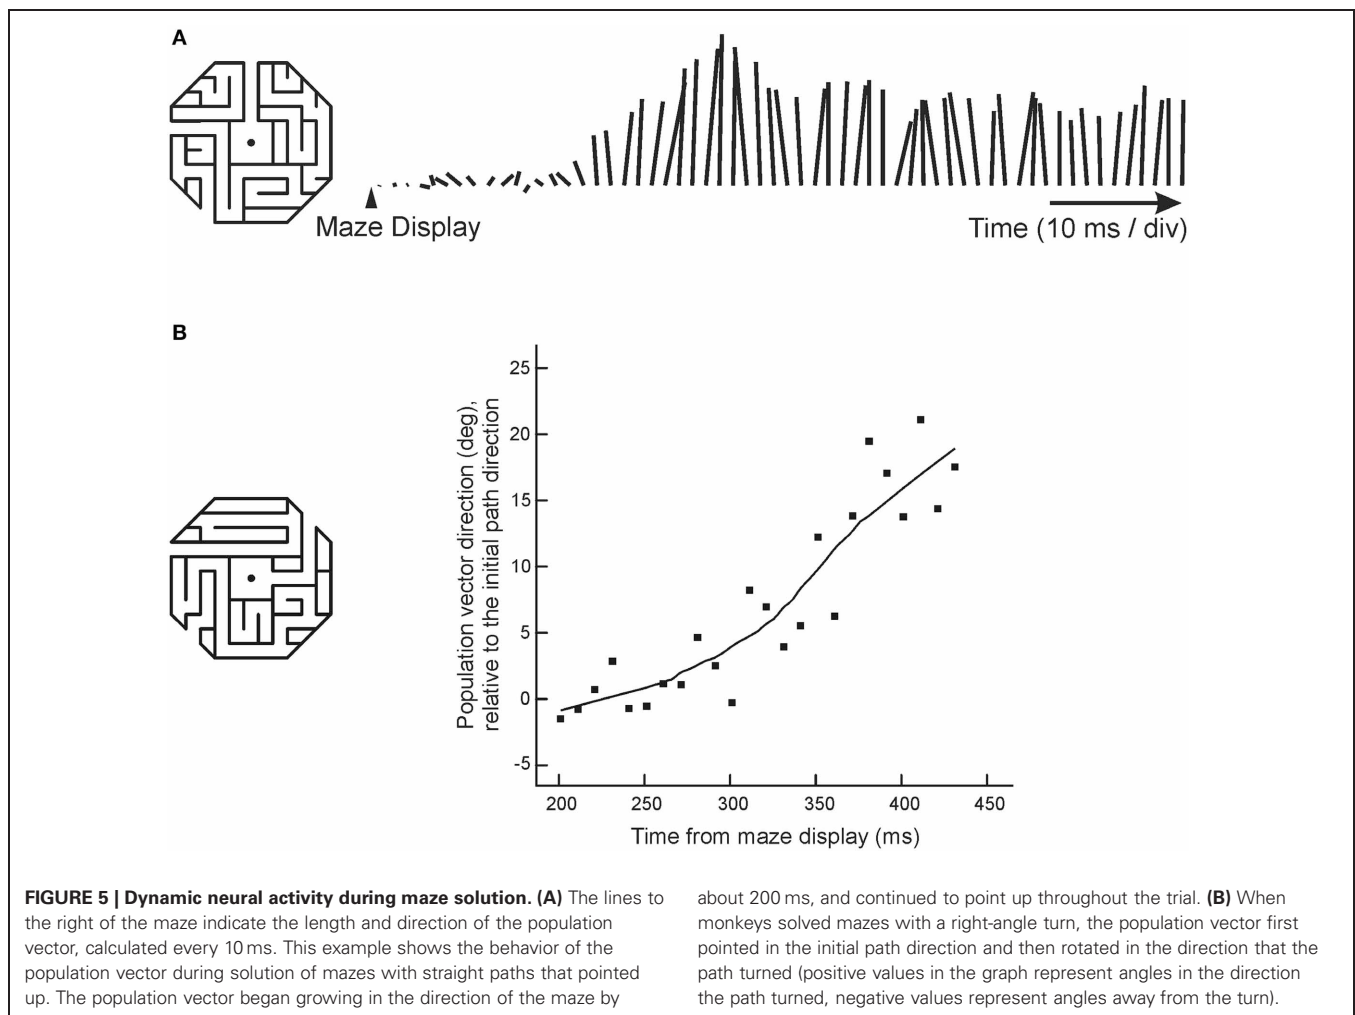 A
Maze Display
Time (10 ms / div)
B
Population vector direction (deg),
relative to the initial path direction
25
20
15
10
5
0
-5
200 250 300 350 400 450
Time from maze display (ms)
FIGURE 5 | Dynamic neural activity during maze solution. (A) The lines to
the right of the maze indicate the length and direction of the population
vector, calculated every 10 ms. This example shows the behavior of the
population vector during solution of mazes with straight paths that pointed
up. The population vector began growing in the direction of the maze by
about 200 ms, and continued to point up throughout the trial. (B) When
monkeys solved mazes with a right-angle turn, the population vector first
pointed in the initial path direction and then rotated in the direction that the
path turned (positive values in the graph represent angles in the direction
the path turned, negative values represent angles away from the turn).